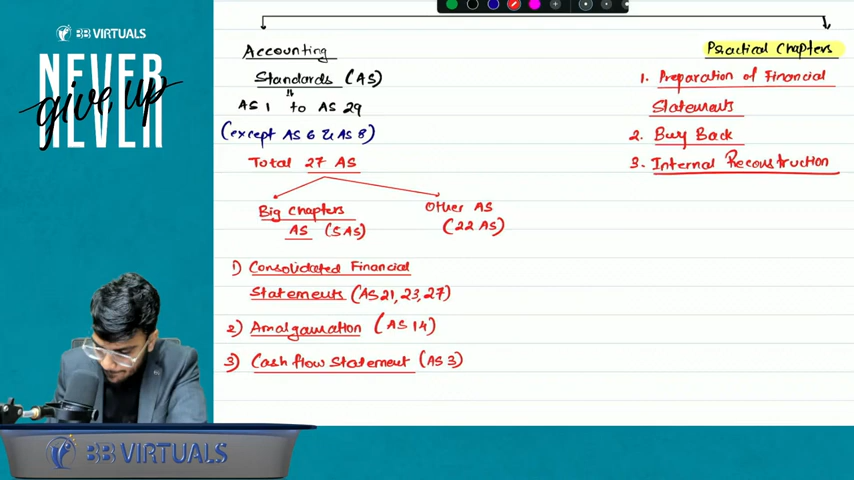 BB VIRTUALS
NEVER
give up
NEVER
Accounting
Standards (AS)
AS 1 to AS 29
(except AS 6 & AS 8)
Total 27 AS
Big Chapters
AS (5 AS)
Other AS
(22 AS)
1) Consolidated Financial
Statements (AS 21, 23, 27)
2) Amalgamation (AS 14)
3) Cash flow Statement (AS 3)
Practical Chapters
1. Preparation of Financial
Statements
2. Buy Back
3. Internal Reconstruction
BB VIRTUALS